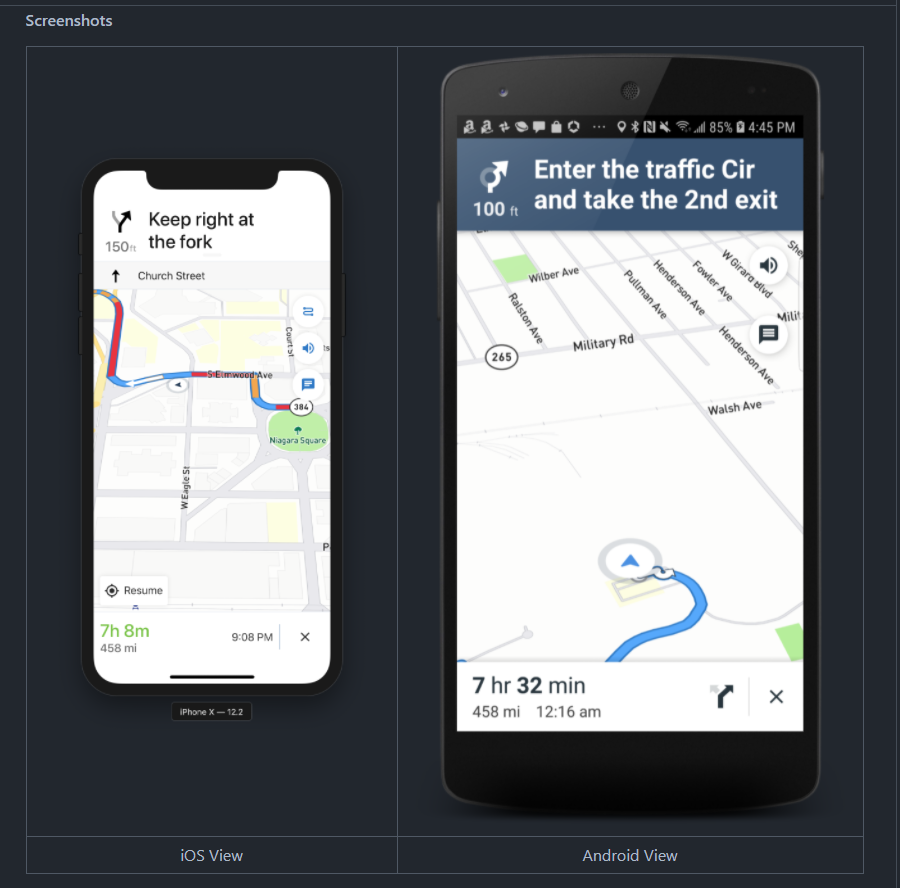 Screenshots
Keep right at
the fork
150ft
Church Street
Court St
S Elmwood Ave
384
Niagara Square
W Eagle St
Resume
7h 8m
458 mi
9:08 PM
iPhone X — 12.2
iOS View
85% 4:45 PM
Enter the traffic Cir
and take the 2nd exit
100 ft
Wilber Ave
Ralston Ave
Pullman Ave
Henderson Ave
Fowler Ave
W Girard Blvd
She
Milit
265
Military Rd
Henderson Ave
Walsh Ave
7 hr 32 min
458 mi 12:16 am
Android View